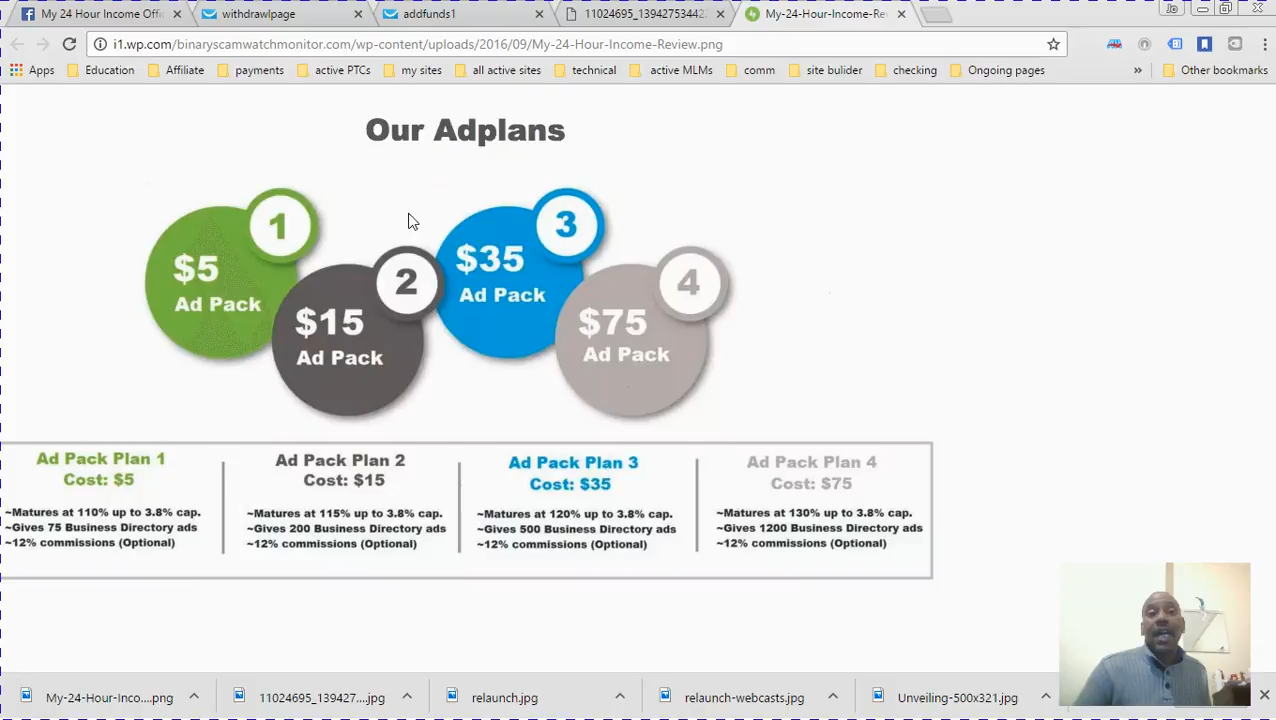 My 24 Hour Income Offi
withdrawlpage
addfunds1
11024695_1394275344
My-24-Hour-Income-Re
i1.wp.com/binaryscamwatchmonitor.com/wp-content/uploads/2016/09/My-24-Hour-Income-Review.png
Apps Education Affiliate payments active PTCs my sites all active sites technical active MLMs comm site bulider checking Ongoing pages » Other bookmarks
Our Adplans
1
$5
Ad Pack
2
$15
Ad Pack
3
$35
Ad Pack
4
$75
Ad Pack
Ad Pack Plan 1
Cost: $5
~Matures at 110% up to 3.8% cap.
~Gives 75 Business Directory ads
~12% commissions (Optional)
Ad Pack Plan 2
Cost: $15
~Matures at 115% up to 3.8% cap.
~Gives 200 Business Directory ads
~12% commissions (Optional)
Ad Pack Plan 3
Cost: $35
~Matures at 120% up to 3.8% cap.
~Gives 500 Business Directory ads
~12% commissions (Optional)
Ad Pack Plan 4
Cost: $75
~Matures at 130% up to 3.8% cap.
~Gives 1200 Business Directory ads
~12% commissions (Optional)
My-24-Hour-Inco....png
11024695_139427....jpg
relaunch.jpg
relaunch-webcasts.jpg
Unveiling-500x321.jpg